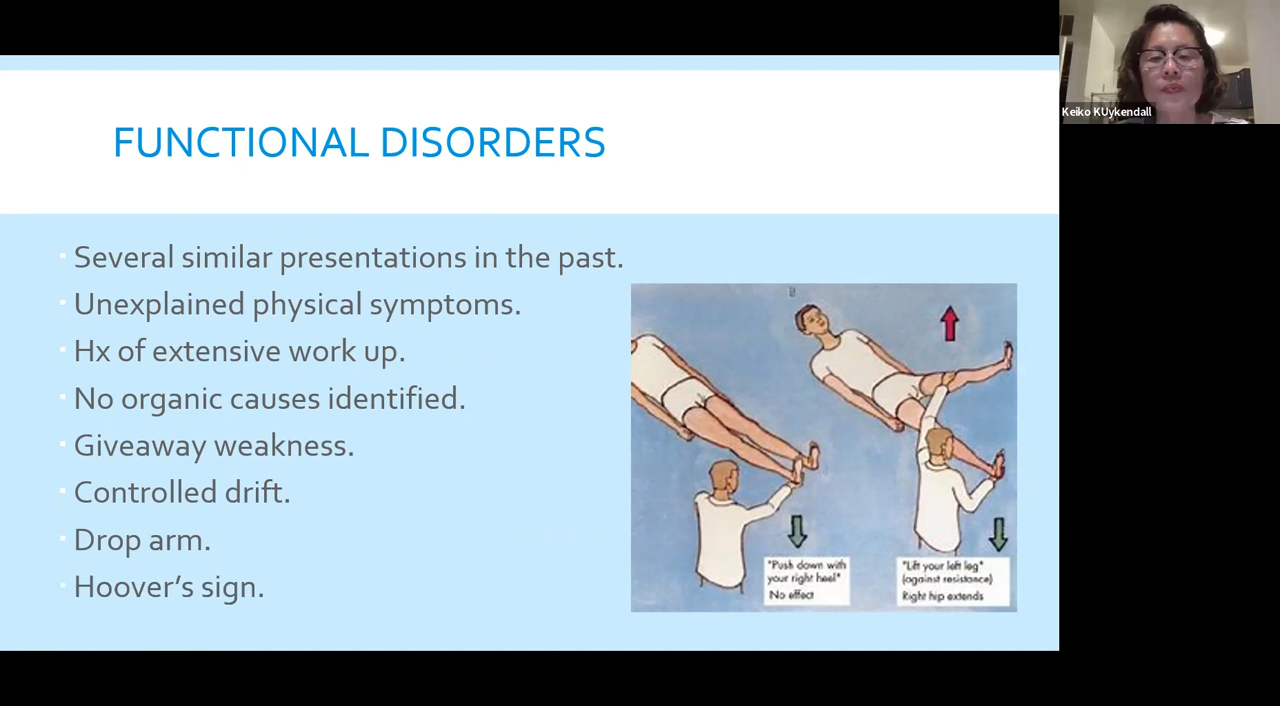 Keiko KUykendall
FUNCTIONAL DISORDERS
Several similar presentations in the past.
Unexplained physical symptoms.
Hx of extensive work up.
No organic causes identified.
Giveaway weakness.
Controlled drift.
Drop arm.
Hoover’s sign.
"Push down with
your right heel"
No effect
"Lift your left leg"
(against resistance)
Right hip extends